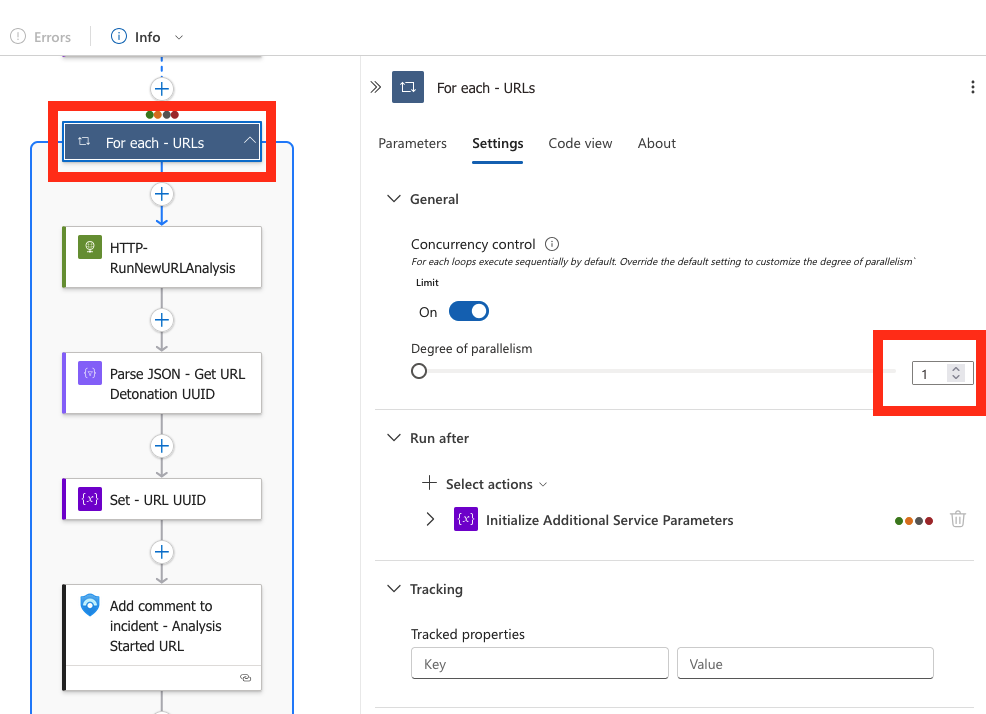 Errors
Info
For each - URLs
HTTP-
RunNewURLAnalysis
Parse JSON - Get URL
Detonation UUID
Set - URL UUID
Add comment to
incident - Analysis
Started URL
For each - URLs
Parameters
Settings
Code view
About
General
Concurrency control
For each loops execute sequentially by default. Override the default setting to customize the degree of parallelism`
Limit
On
Degree of parallelism
1
Run after
Select actions
{x}
Initialize Additional Service Parameters
Tracking
Tracked properties
Key
Value